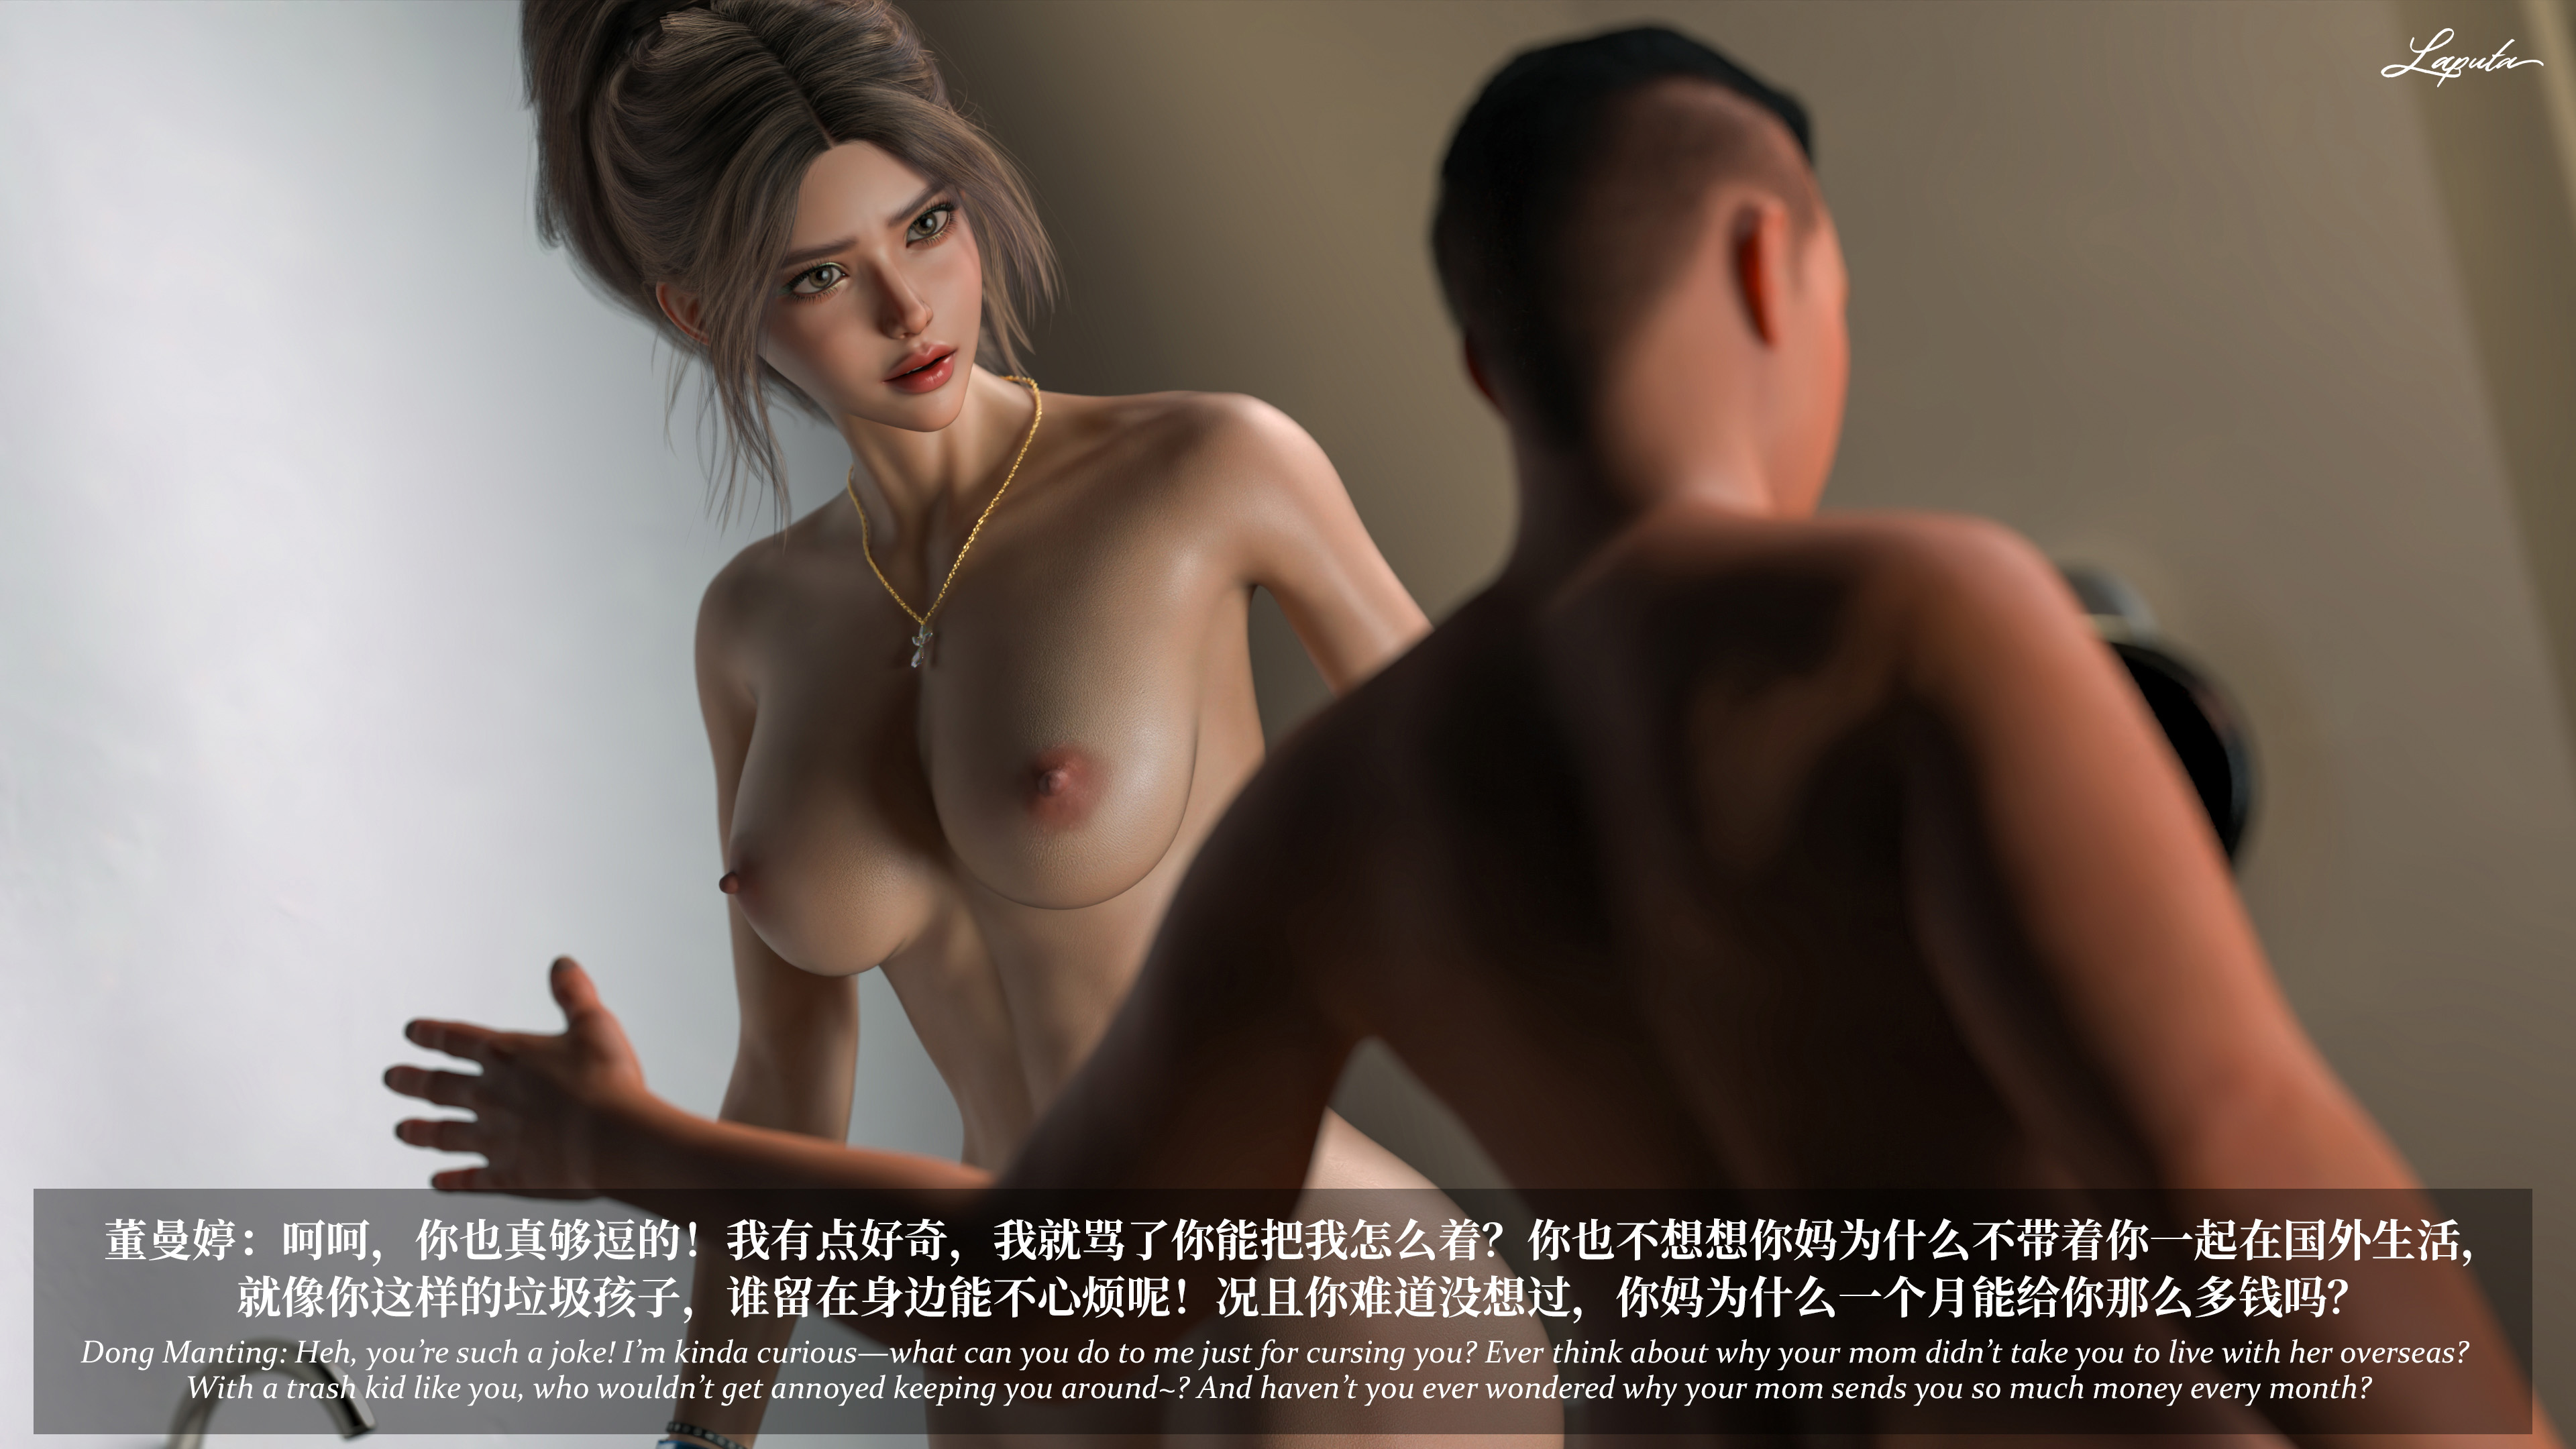 Laputa
董曼婷：呵呵，你也真够逗的！我有点好奇，我就骂了你能把我怎么着？你也不想想你妈为什么不带着你一起在国外生活，
就像你这样的垃圾孩子，谁留在身边能不心烦呢！况且你难道没想过，你妈为什么一个月能给你那么多钱吗？
Dong Manting: Heh, you’re such a joke! I’m kinda curious—what can you do to me just for cursing you? Ever think about why your mom didn’t take you to live with her overseas?
With a trash kid like you, who wouldn’t get annoyed keeping you around~? And haven’t you ever wondered why your mom sends you so much money every month?